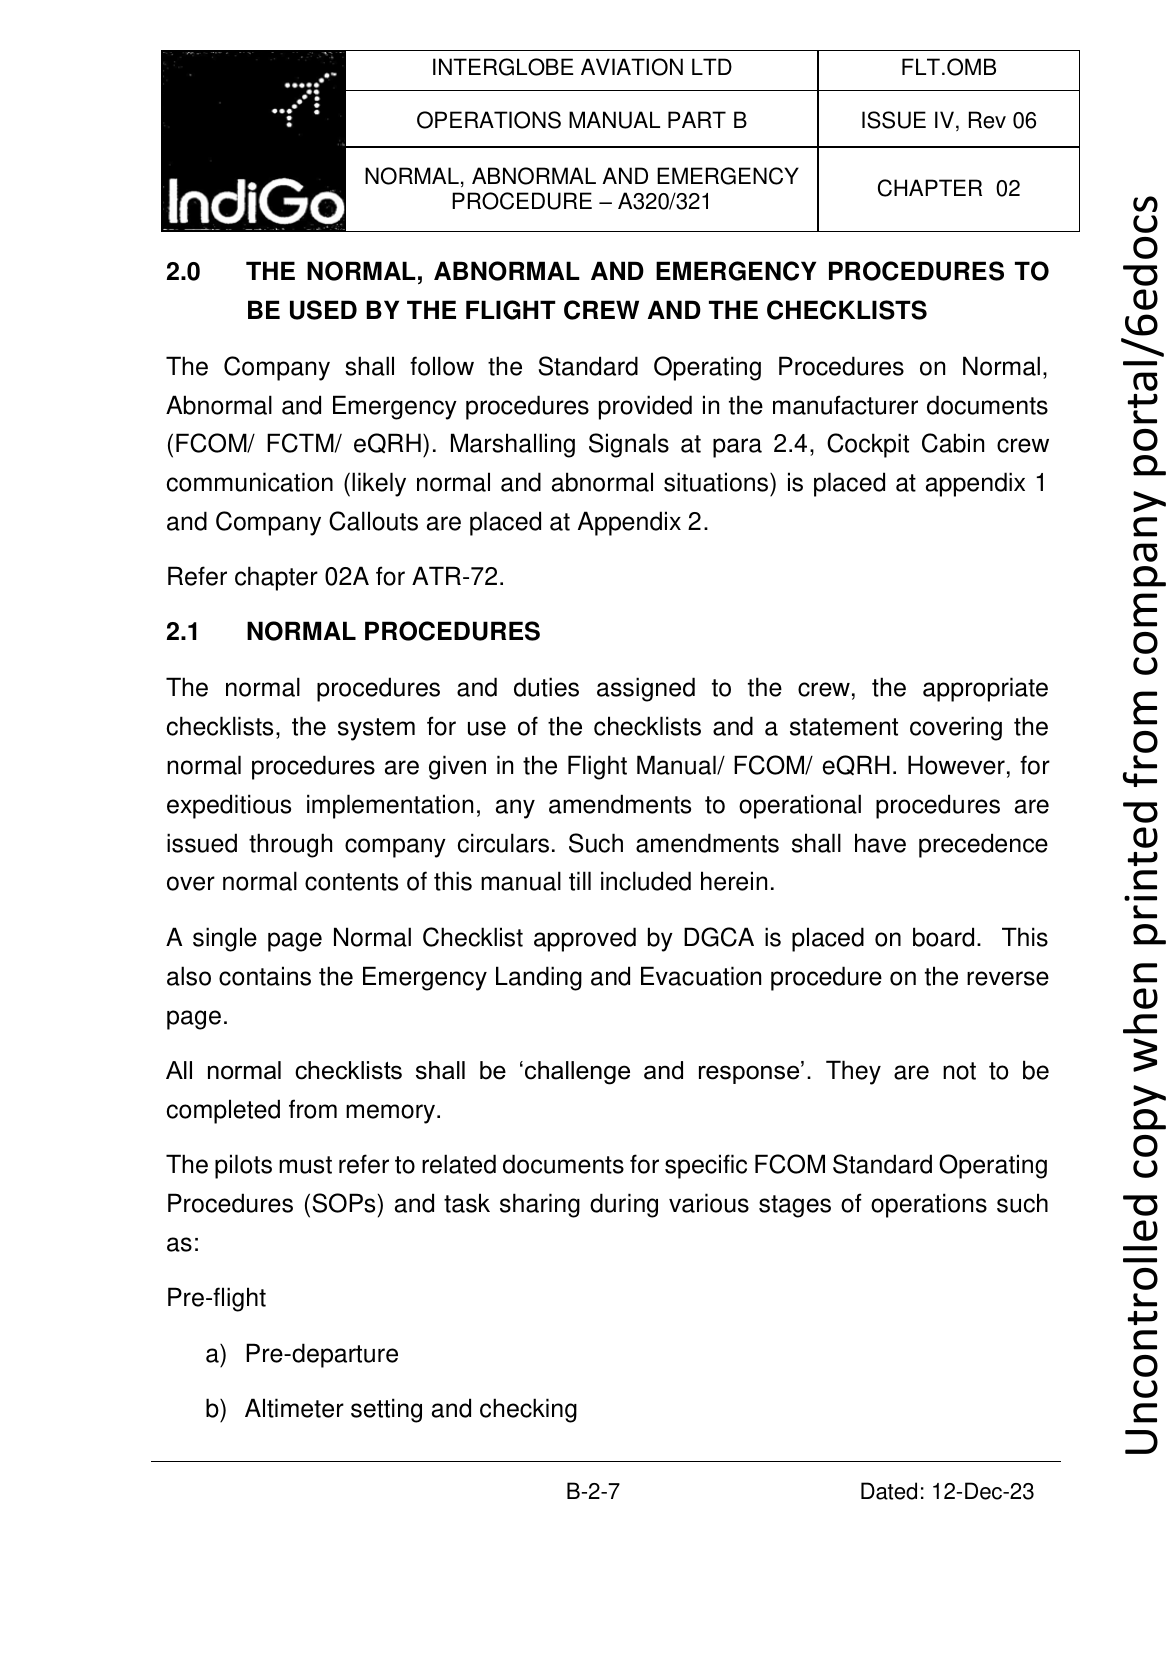 IndiGo
INTERGLOBE AVIATION LTD
FLT.OMB
OPERATIONS MANUAL PART B
ISSUE IV, Rev 06
NORMAL, ABNORMAL AND EMERGENCY
PROCEDURE – A320/321
CHAPTER 02
2.0 THE NORMAL, ABNORMAL AND EMERGENCY PROCEDURES TO
BE USED BY THE FLIGHT CREW AND THE CHECKLISTS
The Company shall follow the Standard Operating Procedures on Normal,
Abnormal and Emergency procedures provided in the manufacturer documents
(FCOM/ FCTM/ eQRH). Marshalling Signals at para 2.4, Cockpit Cabin crew
communication (likely normal and abnormal situations) is placed at appendix 1
and Company Callouts are placed at Appendix 2.
Refer chapter 02A for ATR-72.
2.1 NORMAL PROCEDURES
The normal procedures and duties assigned to the crew, the appropriate
checklists, the system for use of the checklists and a statement covering the
normal procedures are given in the Flight Manual/ FCOM/ eQRH. However, for
expeditious implementation, any amendments to operational procedures are
issued through company circulars. Such amendments shall have precedence
over normal contents of this manual till included herein.
A single page Normal Checklist approved by DGCA is placed on board. This
also contains the Emergency Landing and Evacuation procedure on the reverse
page.
All normal checklists shall be ‘challenge and response’. They are not to be
completed from memory.
The pilots must refer to related documents for specific FCOM Standard Operating
Procedures (SOPs) and task sharing during various stages of operations such
as:
Pre-flight
a) Pre-departure
b) Altimeter setting and checking
B-2-7
Dated: 12-Dec-23
Uncontrolled copy when printed from company portal/6edocs